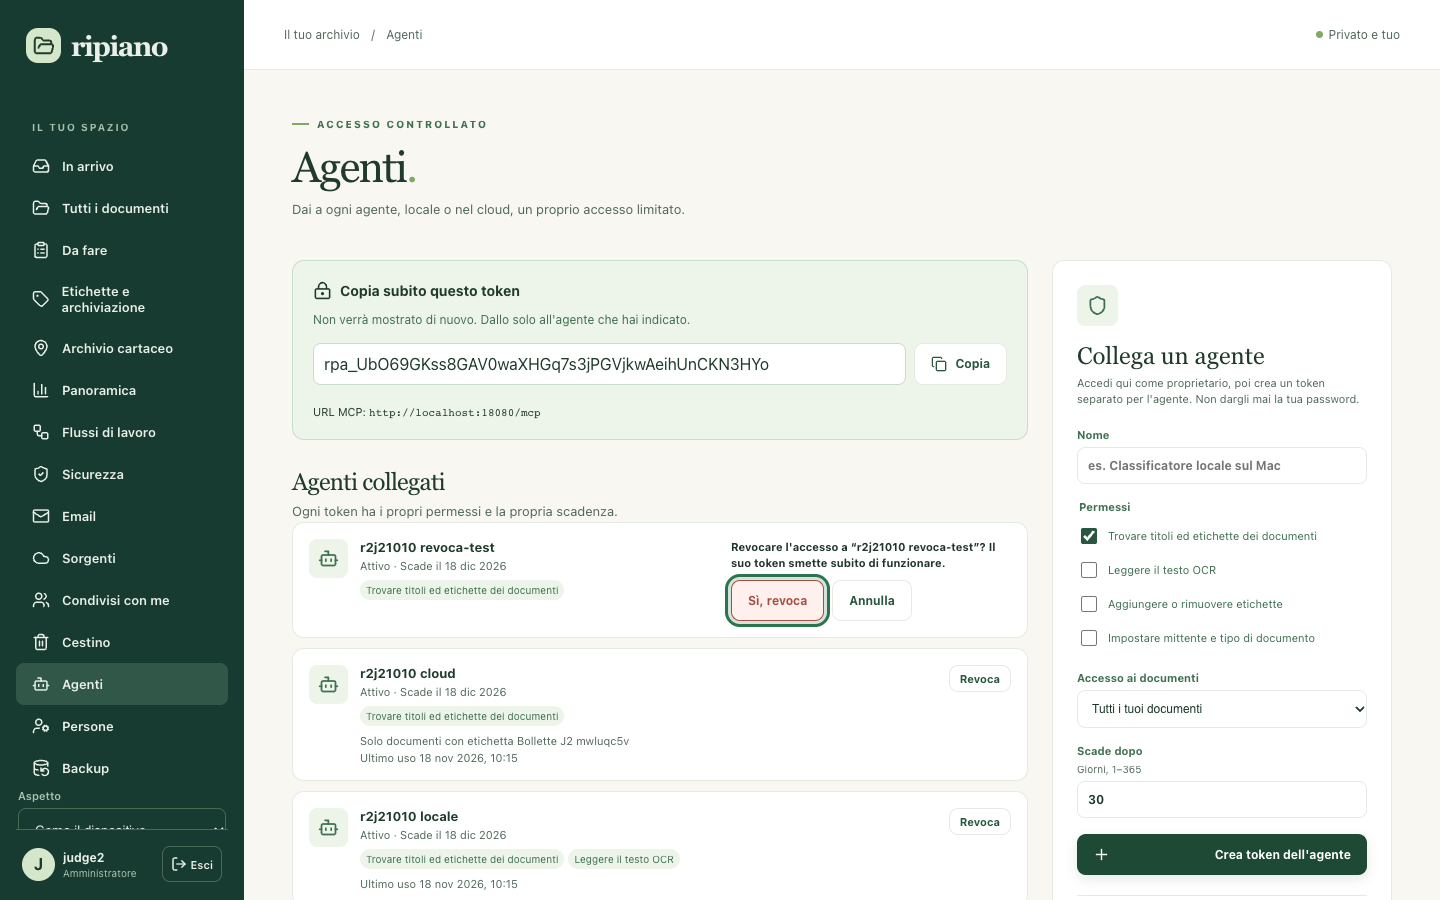 ripiano
IL TUO SPAZIO
In arrivo
Tutti i documenti
Da fare
Etichette e
archiviazione
Archivio cartaceo
Panoramica
Flussi di lavoro
Sicurezza
Email
Sorgenti
Condivisi con me
Cestino
Agenti
Persone
Backup
Aspetto
J
judge2
Amministratore
Esci
Il tuo archivio / Agenti
Privato e tuo
ACCESSO CONTROLLATO
Agenti.
Dai a ogni agente, locale o nel cloud, un proprio accesso limitato.
Copia subito questo token
Non verrà mostrato di nuovo. Dallo solo all'agente che hai indicato.
rpa_UbO69GKss8GAV0waXHGq7s3jPGVjkwAeihUnCKN3HYo
Copia
URL MCP: http://localhost:18080/mcp
Agenti collegati
Ogni token ha i propri permessi e la propria scadenza.
r2j21010 revoca-test
Attivo · Scade il 18 dic 2026
Trovare titoli ed etichette dei documenti
Revocare l'accesso a “r2j21010 revoca-test”? Il
suo token smette subito di funzionare.
Sì, revoca
Annulla
r2j21010 cloud
Attivo · Scade il 18 dic 2026
Trovare titoli ed etichette dei documenti
Solo documenti con etichetta Bollette J2 mwluqc5v
Ultimo uso 18 nov 2026, 10:15
Revoca
r2j21010 locale
Attivo · Scade il 18 dic 2026
Trovare titoli ed etichette dei documenti
Leggere il testo OCR
Ultimo uso 18 nov 2026, 10:15
Revoca
Collega un agente
Accedi qui come proprietario, poi crea un token
separato per l'agente. Non dargli mai la tua password.
Nome
es. Classificatore locale sul Mac
Permessi
Trovare titoli ed etichette dei documenti
Leggere il testo OCR
Aggiungere o rimuovere etichette
Impostare mittente e tipo di documento
Accesso ai documenti
Tutti i tuoi documenti
Scade dopo
Giorni, 1–365
30
Crea token dell'agente